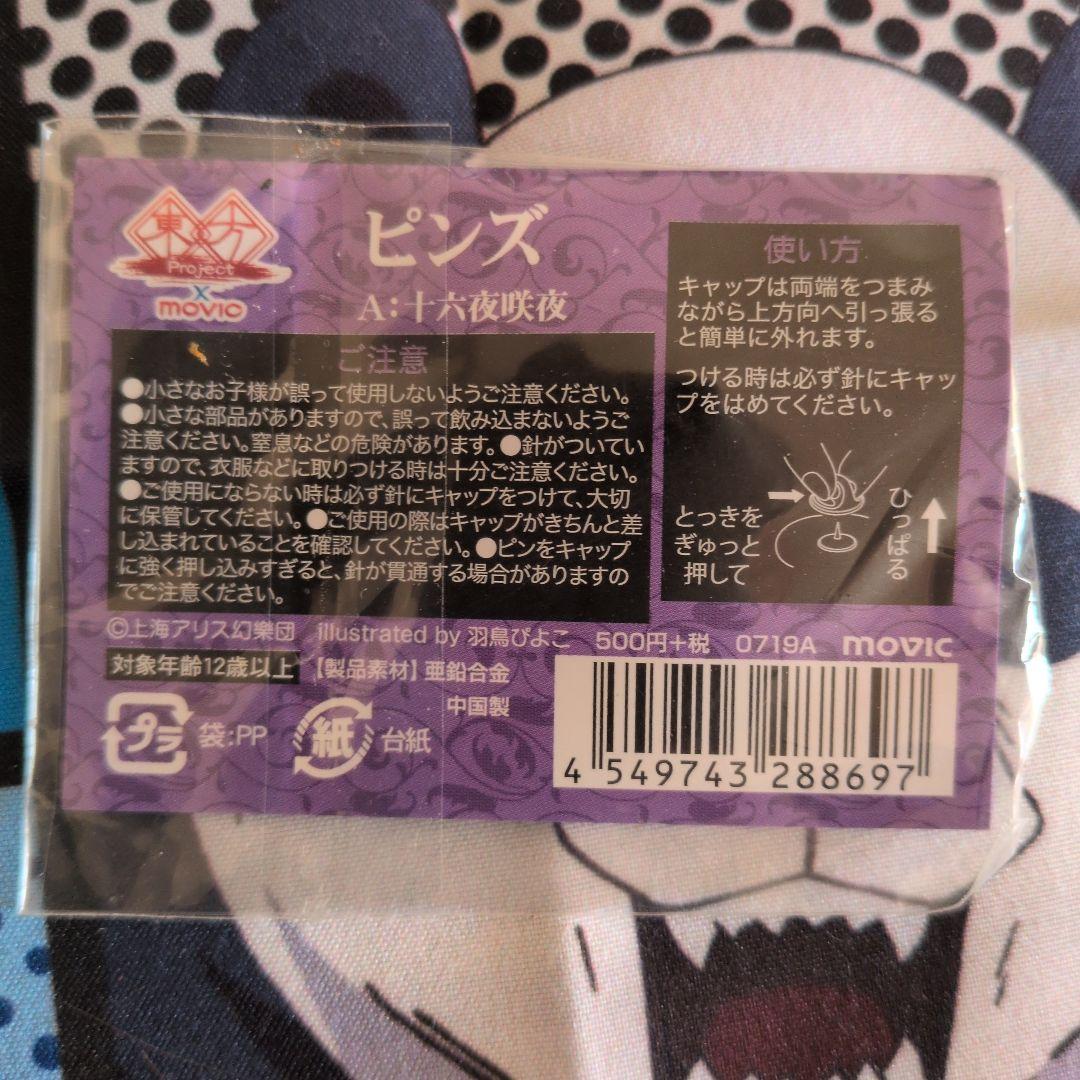 東方
Project
×
movic
ピンズ
A:十六夜咲夜
ご注意
●小さなお子様が誤って使用しないようご注意ください。
●小さな部品がありますので、誤って飲み込まないようご
注意ください。窒息などの危険があります。●針がついてい
ますので、衣服などに取りつける時は十分ご注意ください。
●ご使用にならない時は必ず針にキャップをつけて、大切
に保管してください。●ご使用の際はキャップがきちんと差
し込まれていることを確認してください。●ピンをキャップ
に強く押し込みすぎると、針が貫通する場合がありますの
でご注意ください。
使い方
キャップは両端をつまみ
ながら上方向へ引っ張る
と簡単に外れます。
つける時は必ず針にキャッ
プをはめてください。
とっきを
ぎゅっと
押して
ひっぱる
©上海アリス幻樂団 illustrated by 羽鳥ぴよこ 500円+税 0719A movic
対象年齢12歳以上 【製品素材】亜鉛合金
中国製
プラ 袋:PP 紙 台紙
4 549743 288697